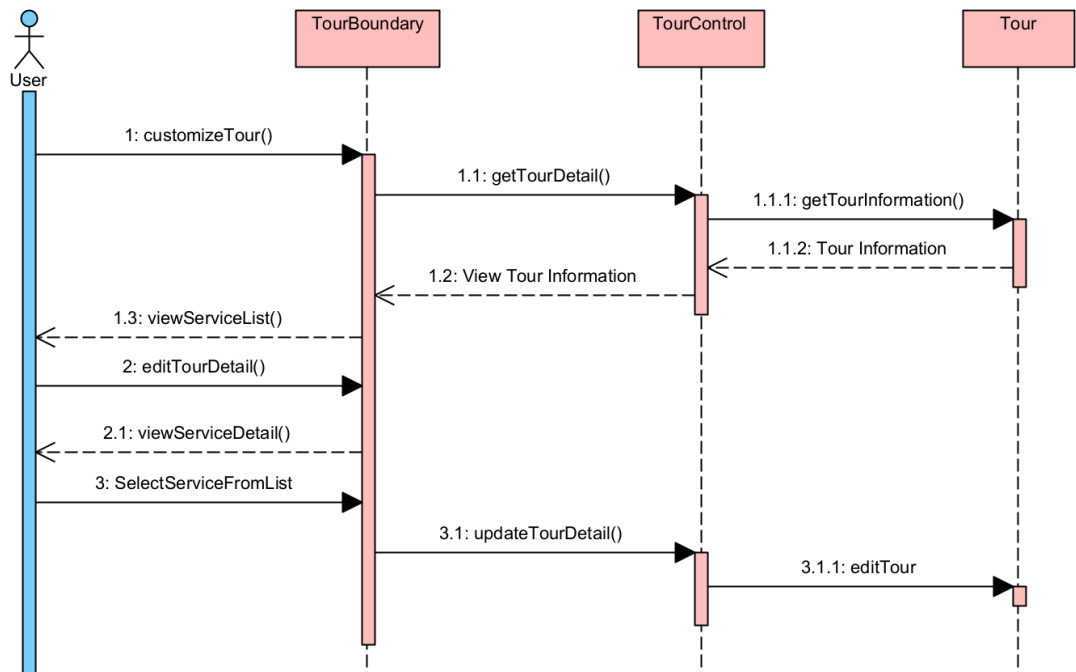 TourBoundary
TourControl
Tour
User
1: customizeTour()
1.1: getTourDetail()
1.1.1: getTourInformation()
1.1.2: Tour Information
1.2: View Tour Information
1.3: viewServiceList()
2: editTourDetail()
2.1: viewServiceDetail()
3: SelectServiceFromList
3.1: updateTourDetail()
3.1.1: editTour